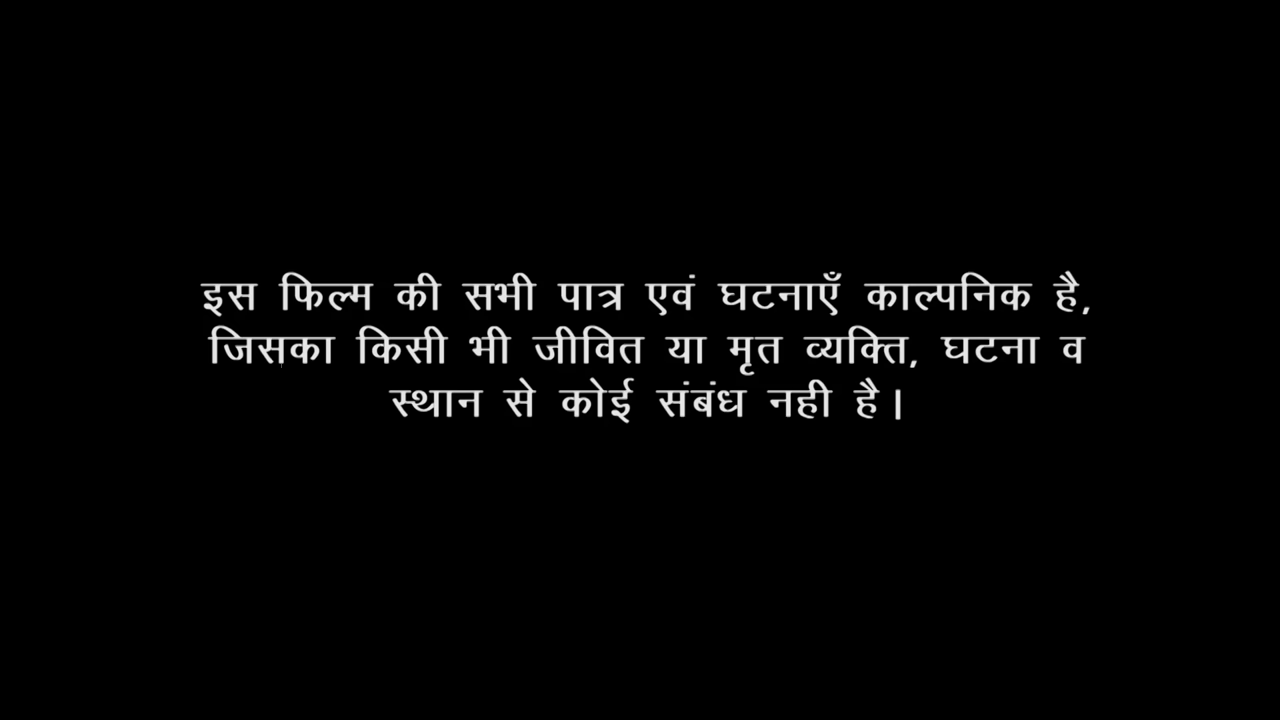 इस फिल्म की सभी पात्र एवं घटनाएँ काल्पनिक है,
जिसका किसी भी जीवित या मृत व्यक्ति, घटना व
स्थान से कोई संबंध नही है।